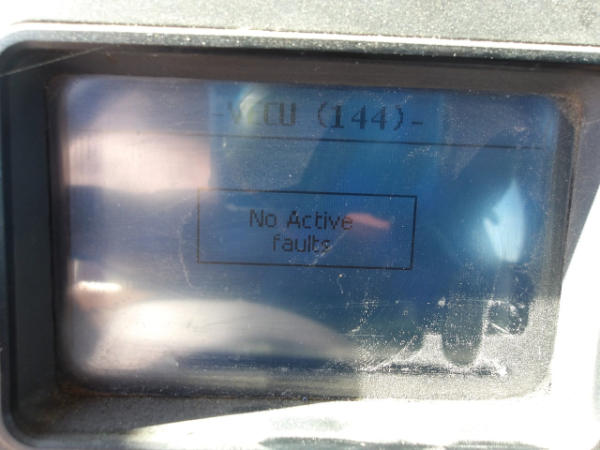 -VECU (144)-
No Active
faults